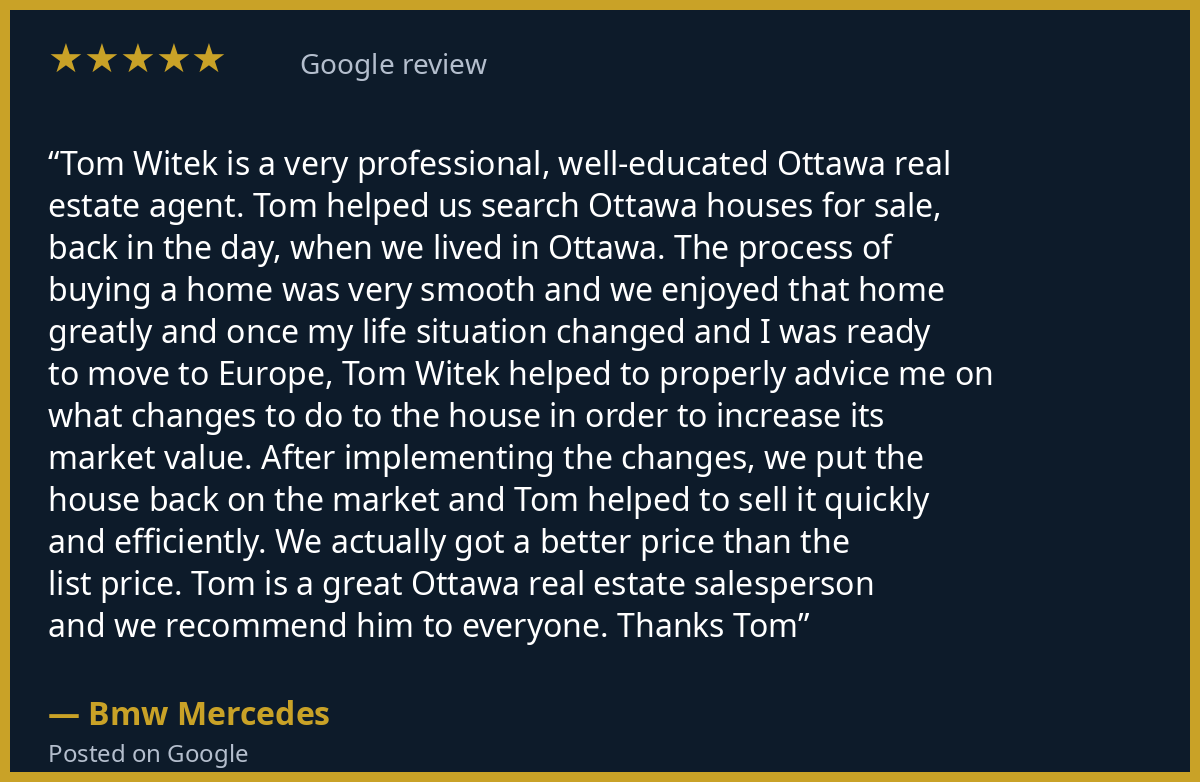 ★★★★★ Google review
“Tom Witek is a very professional, well-educated Ottawa real
estate agent. Tom helped us search Ottawa houses for sale,
back in the day, when we lived in Ottawa. The process of
buying a home was very smooth and we enjoyed that home
greatly and once my life situation changed and I was ready
to move to Europe, Tom Witek helped to properly advice me on
what changes to do to the house in order to increase its
market value. After implementing the changes, we put the
house back on the market and Tom helped to sell it quickly
and efficiently. We actually got a better price than the
list price. Tom is a great Ottawa real estate salesperson
and we recommend him to everyone. Thanks Tom”
— Bmw Mercedes
Posted on Google